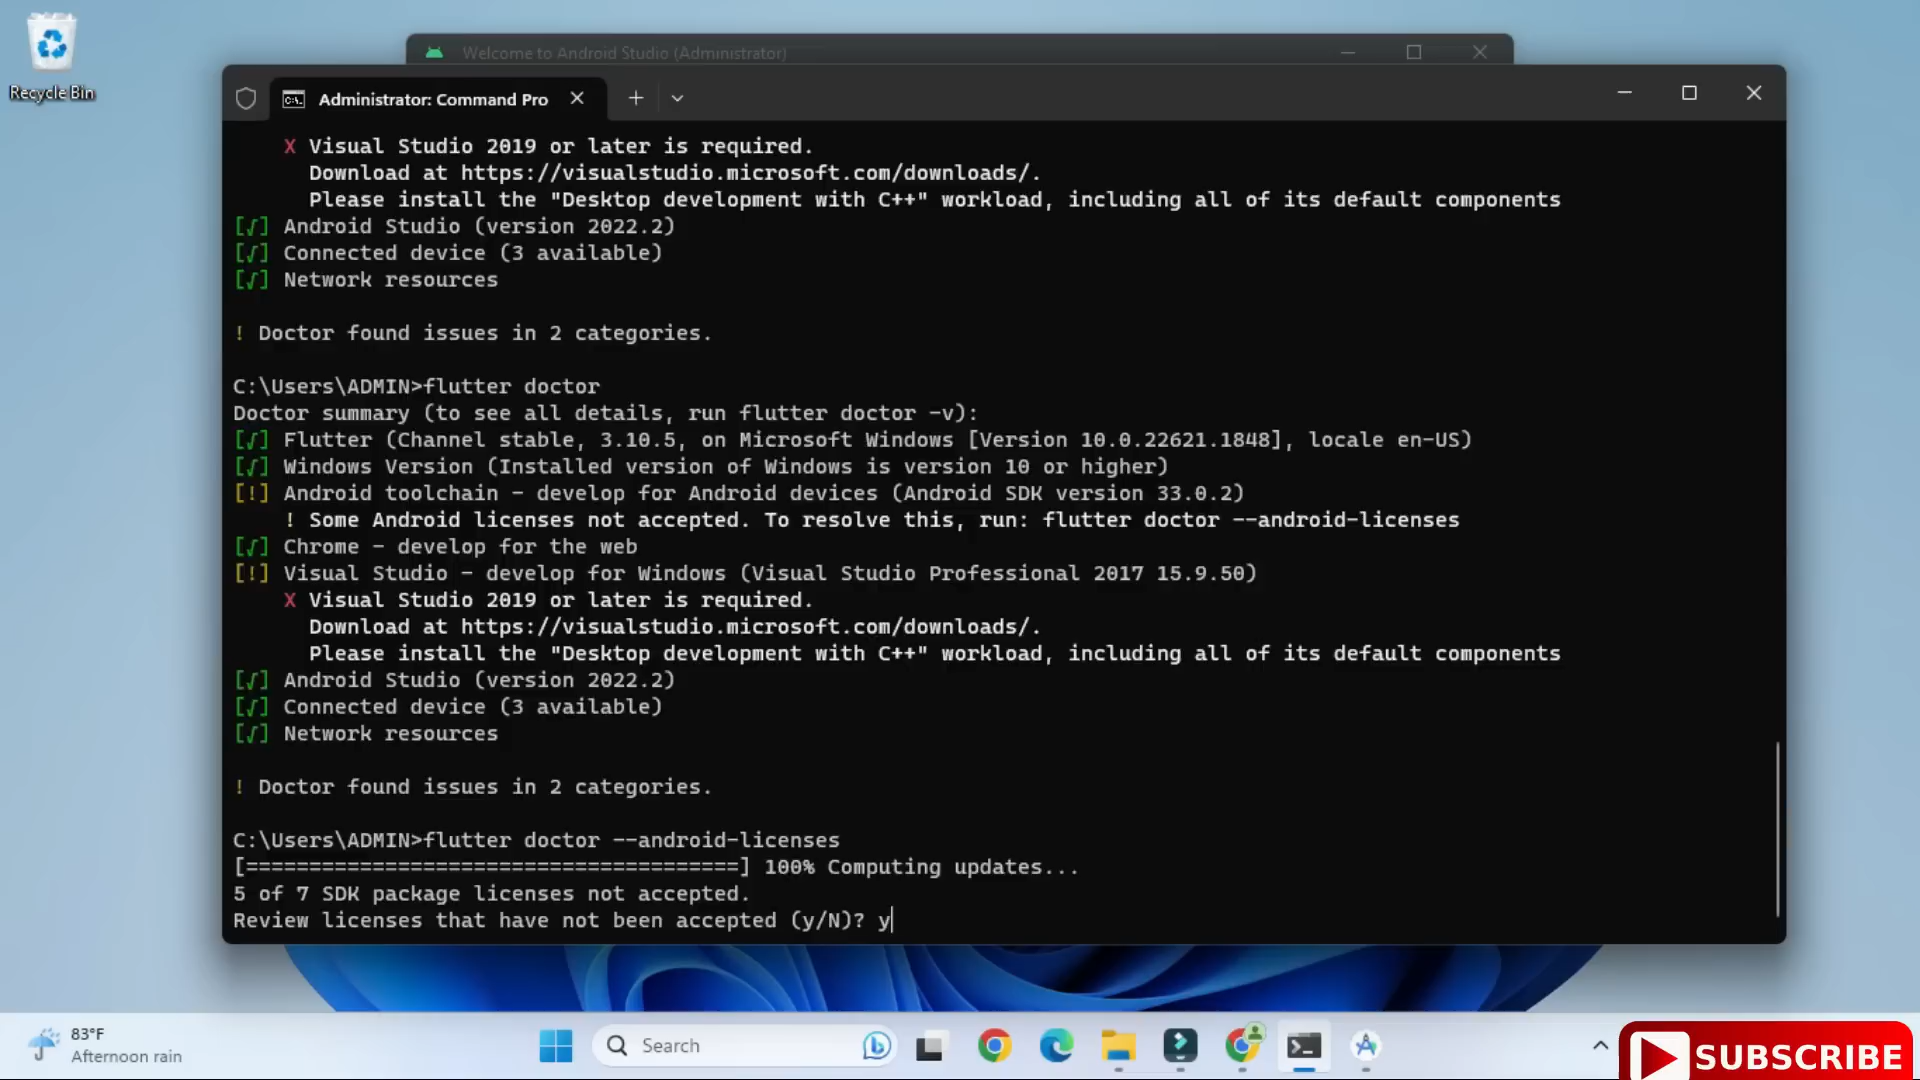 Recycle Bin
Welcome to Android Studio (Administrator)
Administrator: Command Pro
X Visual Studio 2019 or later is required.
Download at https://visualstudio.microsoft.com/downloads/.
Please install the "Desktop development with C++" workload, including all of its default components
[√] Android Studio (version 2022.2)
[√] Connected device (3 available)
[√] Network resources
! Doctor found issues in 2 categories.
C:\Users\ADMIN>flutter doctor
Doctor summary (to see all details, run flutter doctor -v):
[√] Flutter (Channel stable, 3.10.5, on Microsoft Windows [Version 10.0.22621.1848], locale en-US)
[√] Windows Version (Installed version of Windows is version 10 or higher)
[!] Android toolchain - develop for Android devices (Android SDK version 33.0.2)
! Some Android licenses not accepted. To resolve this, run: flutter doctor --android-licenses
[√] Chrome - develop for the web
[!] Visual Studio - develop for Windows (Visual Studio Professional 2017 15.9.50)
X Visual Studio 2019 or later is required.
Download at https://visualstudio.microsoft.com/downloads/.
Please install the "Desktop development with C++" workload, including all of its default components
[√] Android Studio (version 2022.2)
[√] Connected device (3 available)
[√] Network resources
! Doctor found issues in 2 categories.
C:\Users\ADMIN>flutter doctor --android-licenses
[=======================================] 100% Computing updates...
5 of 7 SDK package licenses not accepted.
Review licenses that have not been accepted (y/N)? y
83°F
Afternoon rain
Search
SUBSCRIBE